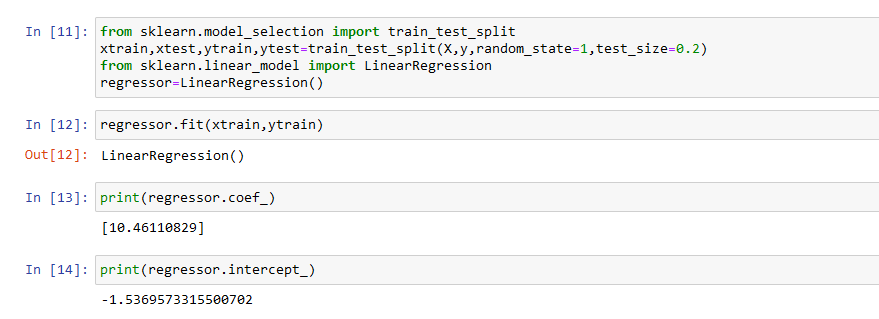 In [11]: from sklearn.model_selection import train_test_split
xtrain,xtest,ytrain,ytest=train_test_split(X,y,random_state=1,test_size=0.2)
from sklearn.linear_model import LinearRegression
regressor=LinearRegression()
In [12]: regressor.fit(xtrain,ytrain)
Out[12]: LinearRegression()
In [13]: print(regressor.coef_)
[10.46110829]
In [14]: print(regressor.intercept_)
-1.5369573315500702